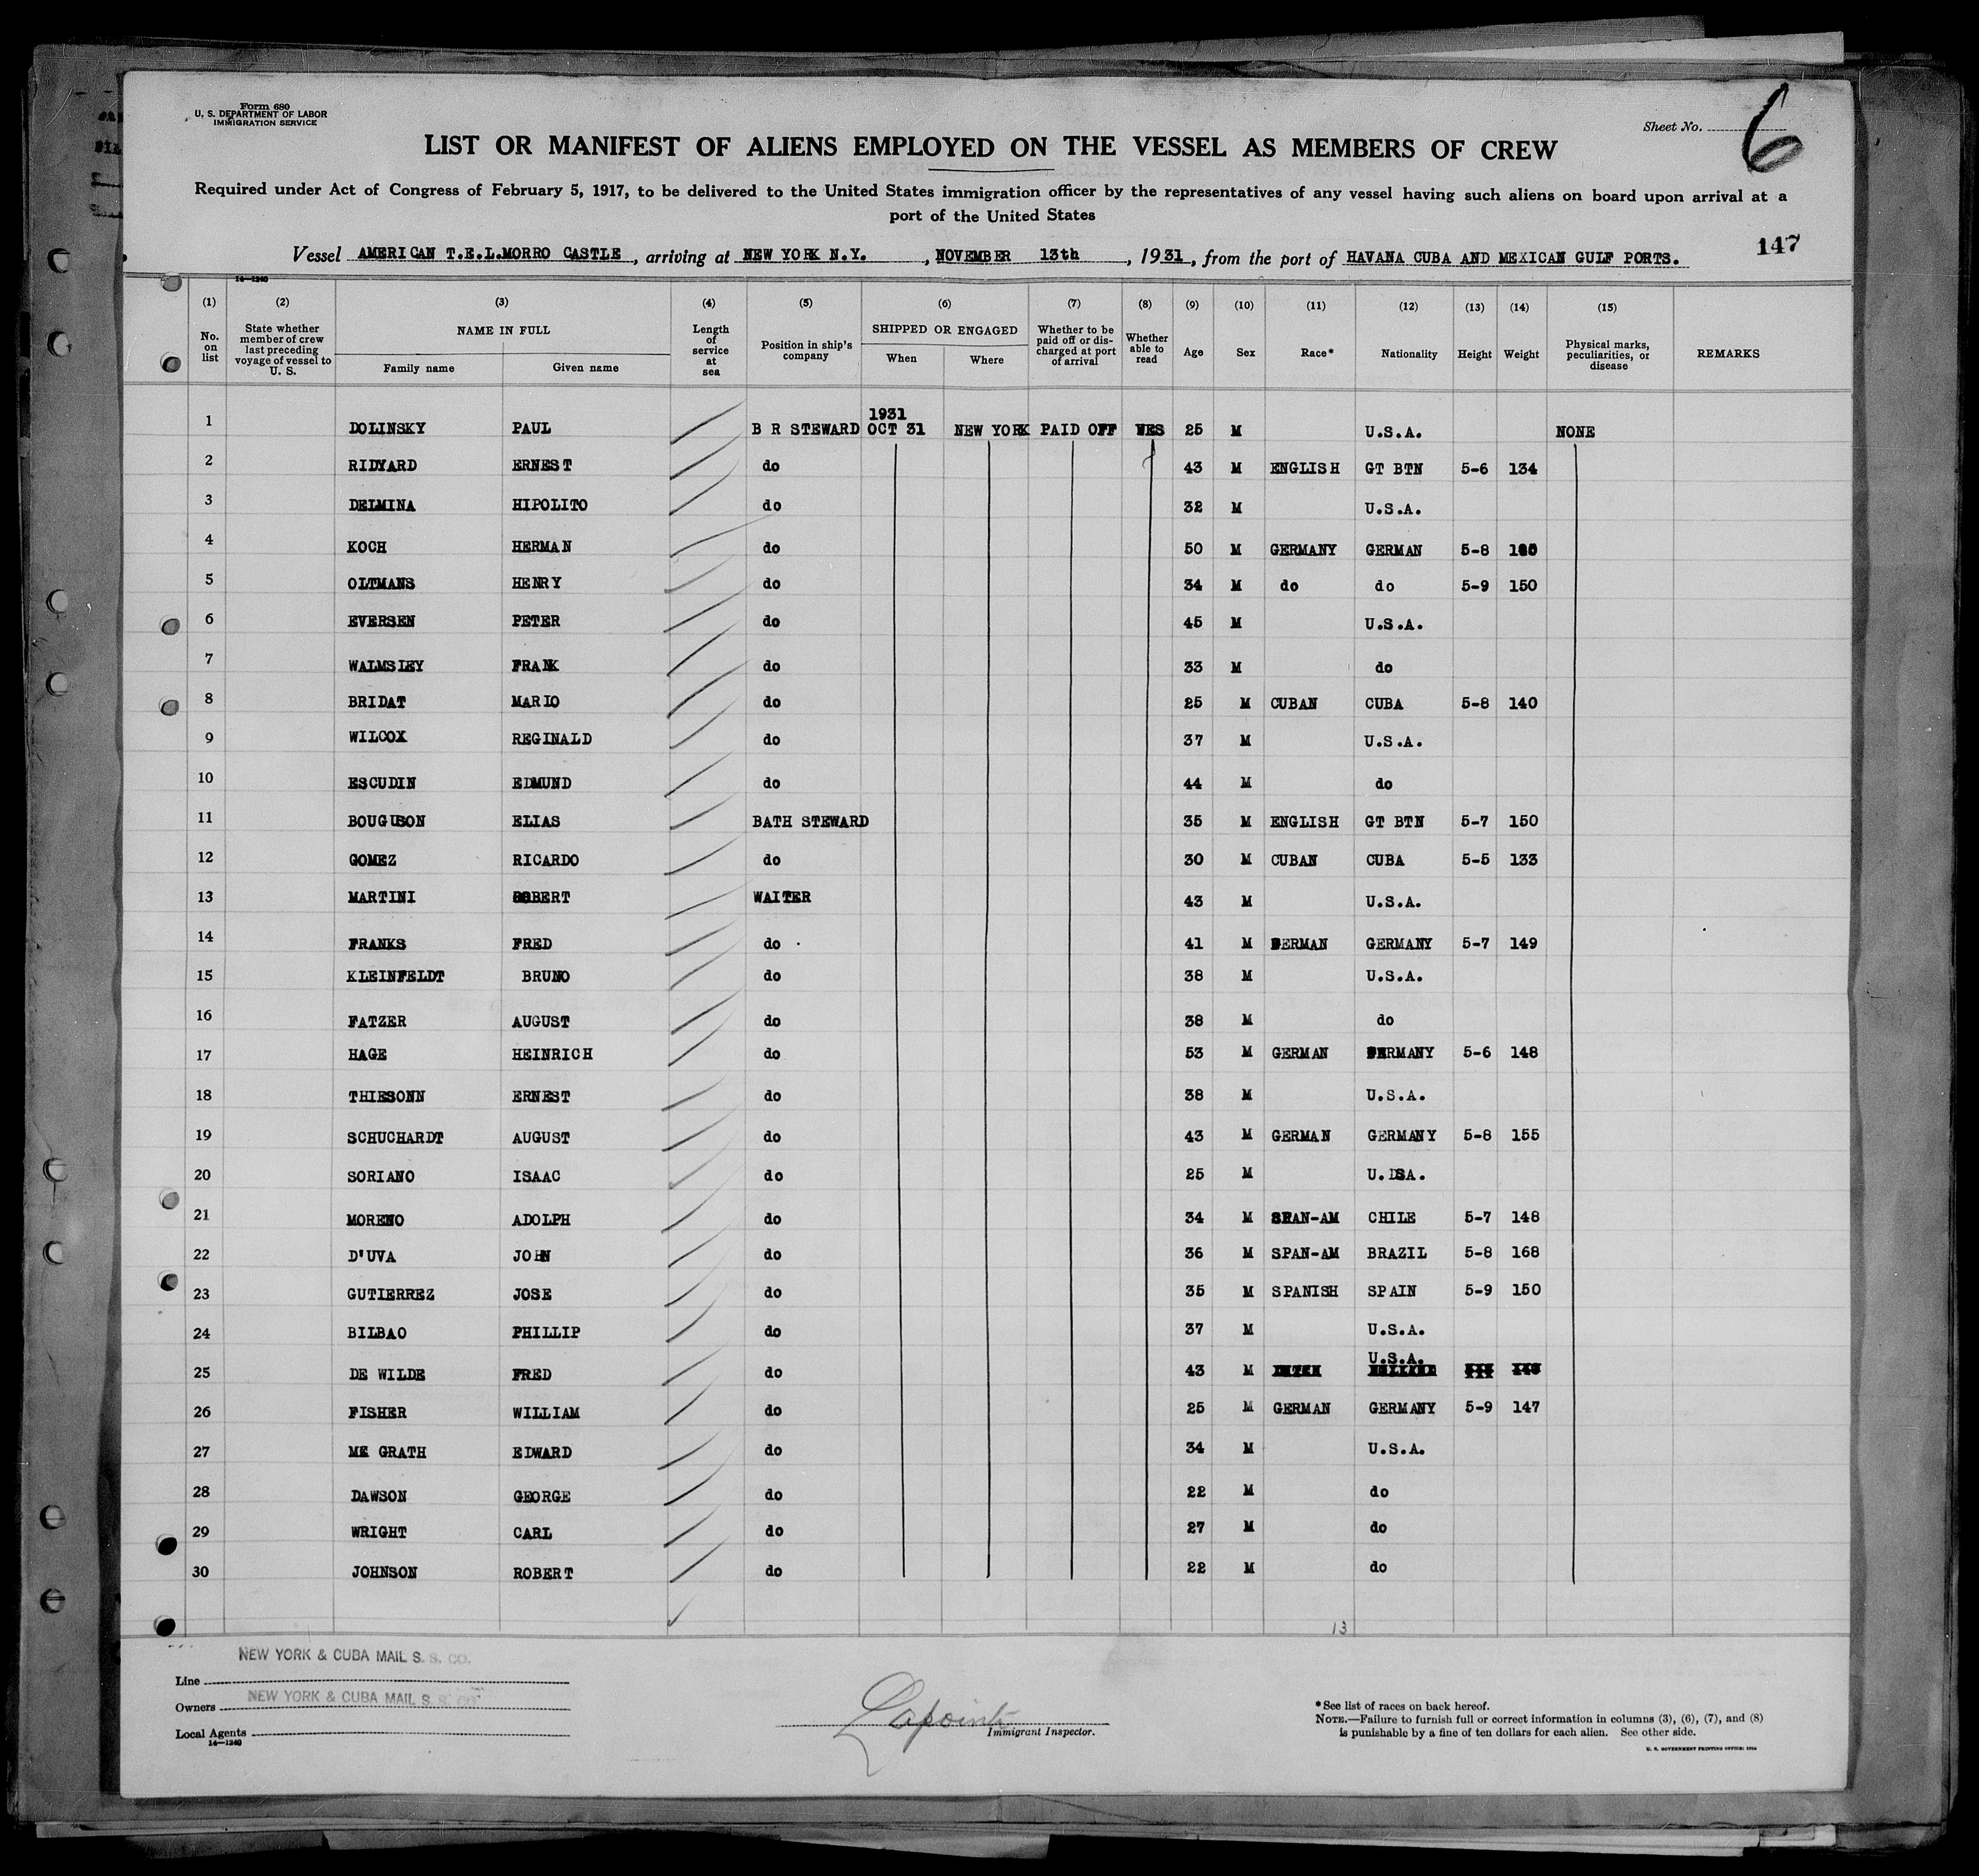 Form 680
U. S. DEPARTMENT OF LABOR
IMMIGRATION SERVICE
Sheet No. 6
LIST OR MANIFEST OF ALIENS EMPLOYED ON THE VESSEL AS MEMBERS OF CREW
Required under Act of Congress of February 5, 1917, to be delivered to the United States immigration officer by the representatives of any vessel having such aliens on board upon arrival at a
port of the United States
147
Vessel AMERICAN T.E.L.MORRO CASTLE, arriving at NEW YORK N.Y., NOVEMBER 13th, 1931, from the port of HAVANA CUBA AND MEXICAN GULF PORTS.
14—1240
(1) (2) (3) (4) (5) (6) (7) (8) (9) (10) (11) (12) (13) (14) (15)
No. on list
State whether member of crew last preceding voyage of vessel to U. S.
NAME IN FULL
Family name
Given name
Length of service at sea
Position in ship's company
SHIPPED OR ENGAGED
When
Where
Whether to be paid off or discharged at port of arrival
Whether able to read
Age
Sex
Race*
Nationality
Height
Weight
Physical marks, peculiarities, or disease
REMARKS
1931
1 DOLINSKY PAUL B R STEWARD OCT 31 NEW YORK PAID OFF YES 25 M U.S.A. NONE
2 RIDYARD ERNEST do 43 M ENGLISH GT BTN 5-6 134
3 DELMINA HIPOLITO do 32 M U.S.A.
4 KOCH HERMAN do 50 M GERMANY GERMAN 5-8
5 OLTMANS HENRY do 34 M do do 5-9 150
6 EVERSEN PETER do 45 M U.S.A.
7 WALMSLEY FRANK do 33 M do
8 BRIDAT MARIO do 25 M CUBAN CUBA 5-8 140
9 WILCOX REGINALD do 37 M U.S.A.
10 ESCUDIN EDMUND do 44 M do
11 BOUGUSON ELIAS BATH STEWARD 35 M ENGLISH GT BTN 5-7 150
12 GOMEZ RICARDO do 30 M CUBAN CUBA 5-5 133
13 MARTINI ROBERT WAITER 43 M U.S.A.
14 FRANKS FRED do 41 M GERMAN GERMANY 5-7 149
15 KLEINFELDT BRUNO do 38 M U.S.A.
16 FATZER AUGUST do 38 M do
17 HAGE HEINRICH do 53 M GERMAN GERMANY 5-6 148
18 THIESONN ERNEST do 38 M U.S.A.
19 SCHUCHARDT AUGUST do 43 M GERMAN GERMANY 5-8 155
20 SORIANO ISAAC do 25 M U.SA.
21 MORENO ADOLPH do 34 M SPAN-AM CHILE 5-7 148
22 D'UVA JOHN do 36 M SPAN-AM BRAZIL 5-8 168
23 GUTIERREZ JOSE do 35 M SPANISH SPAIN 5-9 150
24 BILBAO PHILLIP do 37 M U.S.A.
25 DE WILDE FRED do 43 M U.S.A.
26 FISHER WILLIAM do 25 M GERMAN GERMANY 5-9 147
27 Mc GRATH EDWARD do 34 M U.S.A.
28 DAWSON GEORGE do 22 M do
29 WRIGHT CARL do 27 M do
30 JOHNSON ROBERT do 22 M do
13
NEW YORK & CUBA MAIL S. S. CO.
Line
NEW YORK & CUBA MAIL S. S. CO.
Owners
Local Agents
14—1240
Lapointe
Immigrant Inspector.
*See list of races on back hereof.
NOTE.—Failure to furnish full or correct information in columns (3), (6), (7), and (8)
is punishable by a fine of ten dollars for each alien. See other side.